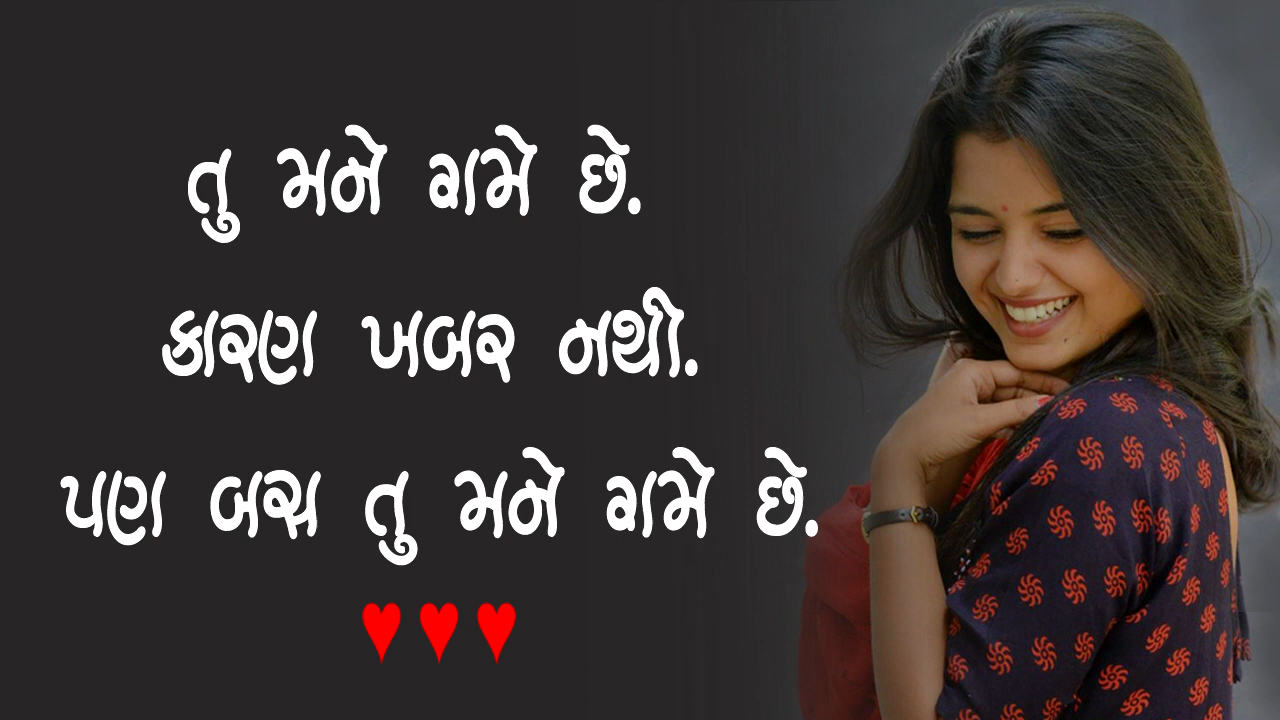 તુ મને ગમે છે.
કારણ ખબર નથી.
પણ બસ તુ મને ગમે છે.
♥ ♥ ♥